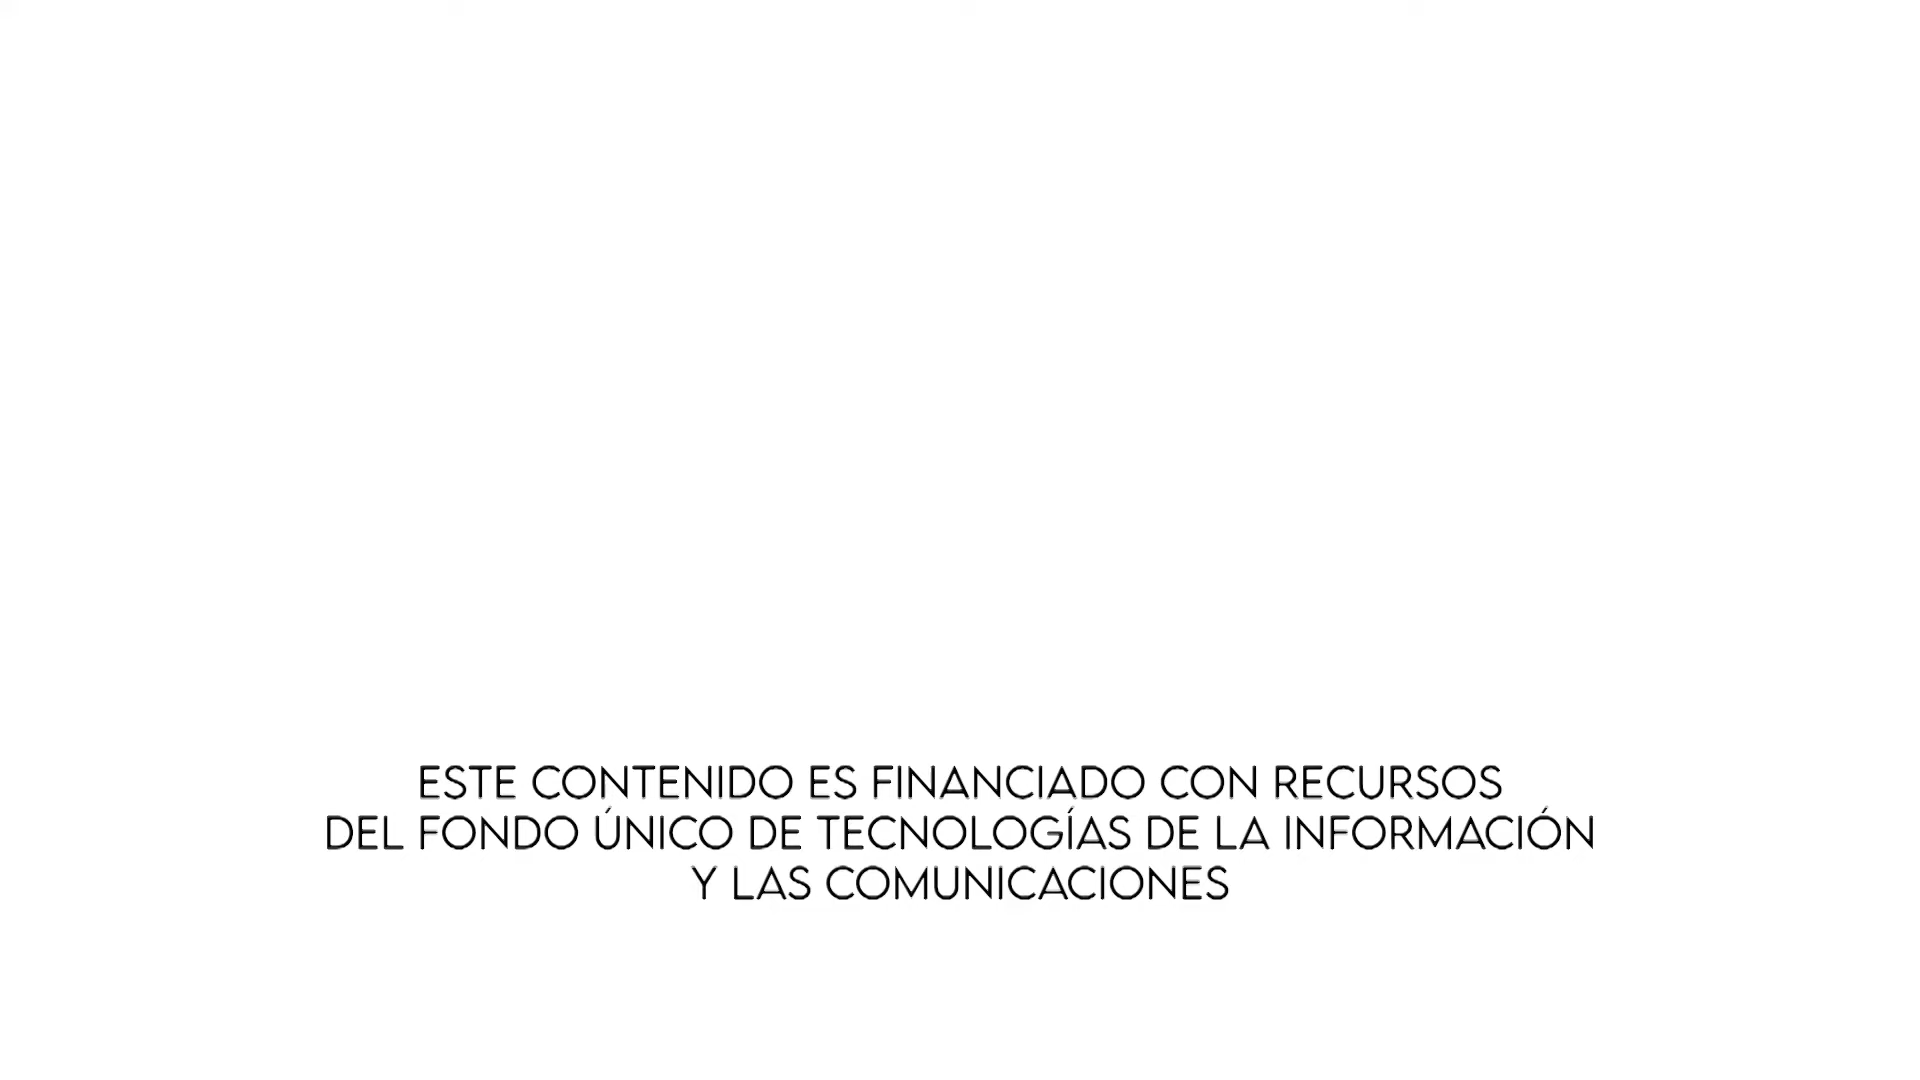 ESTE CONTENIDO ES FINANCIADO CON RECURSOS
DEL FONDO ÚNICO DE TECNOLOGÍAS DE LA INFORMACIÓN
Y LAS COMUNICACIONES